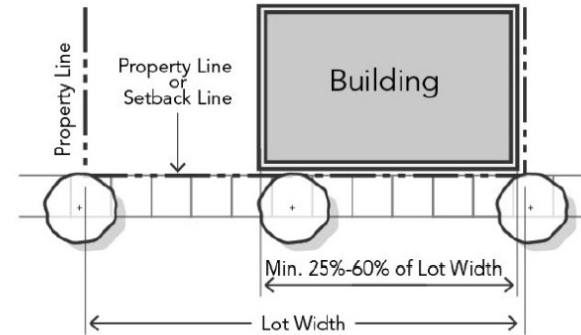 Property Line
Property Line
or
Setback Line
Building
Min. 25%-60% of Lot Width
Lot Width